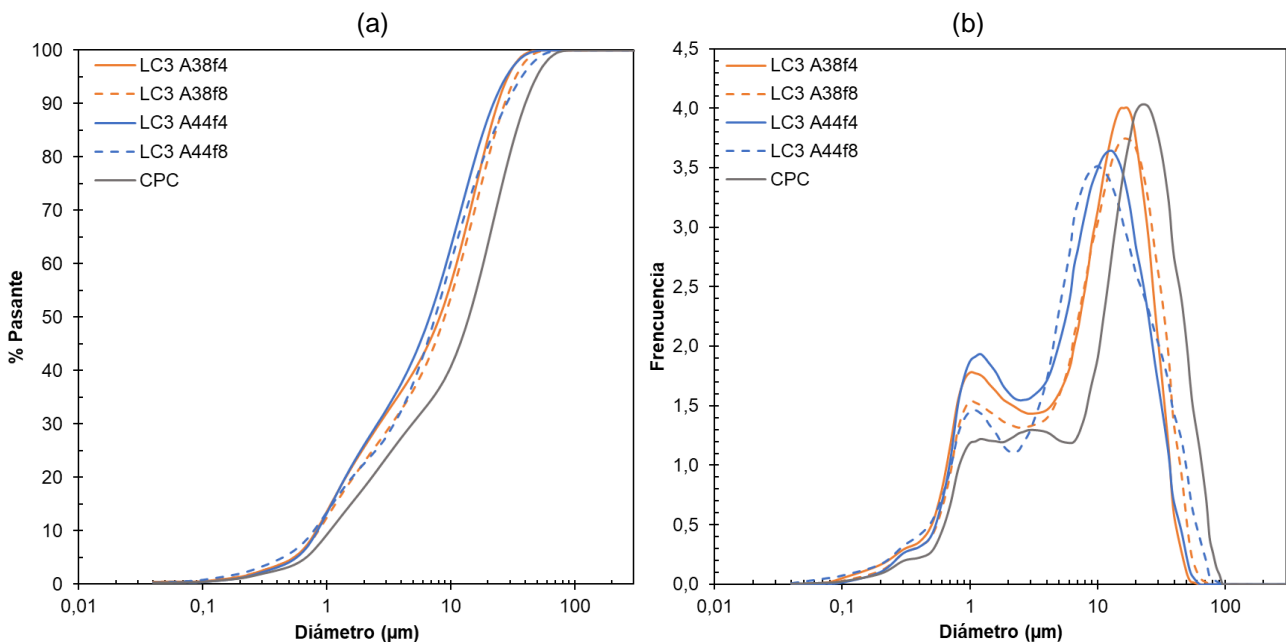 (a)
100
90
80
70
60
50
40
30
20
10
0
% Pasante
LC3 A38f4
LC3 A38f8
LC3 A44f4
LC3 A44f8
CPC
0,01
0,1
1
10
100
Diámetro (µm)
(b)
4,5
4,0
3,5
3,0
2,5
2,0
1,5
1,0
0,5
0,0
Frencuencia
LC3 A38f4
LC3 A38f8
LC3 A44f4
LC3 A44f8
CPC
0,01
0,1
1
10
100
Diámetro (µm)